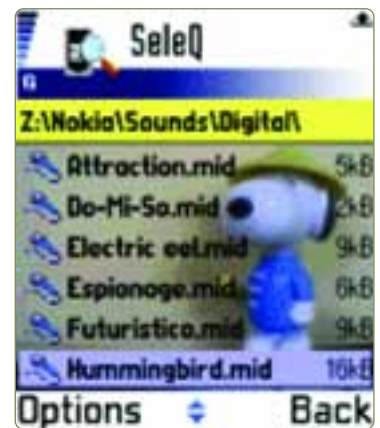 SeleQ
G
Z:\Nokia\Sounds\Digital\
Attraction.mid 5kB
Do-Mi-So.mid 2kB
Electric eel.mid 9kB
Espionage.mid 6kB
Futuristico.mid 9kB
Hummingbird.mid 16kB
Options Back